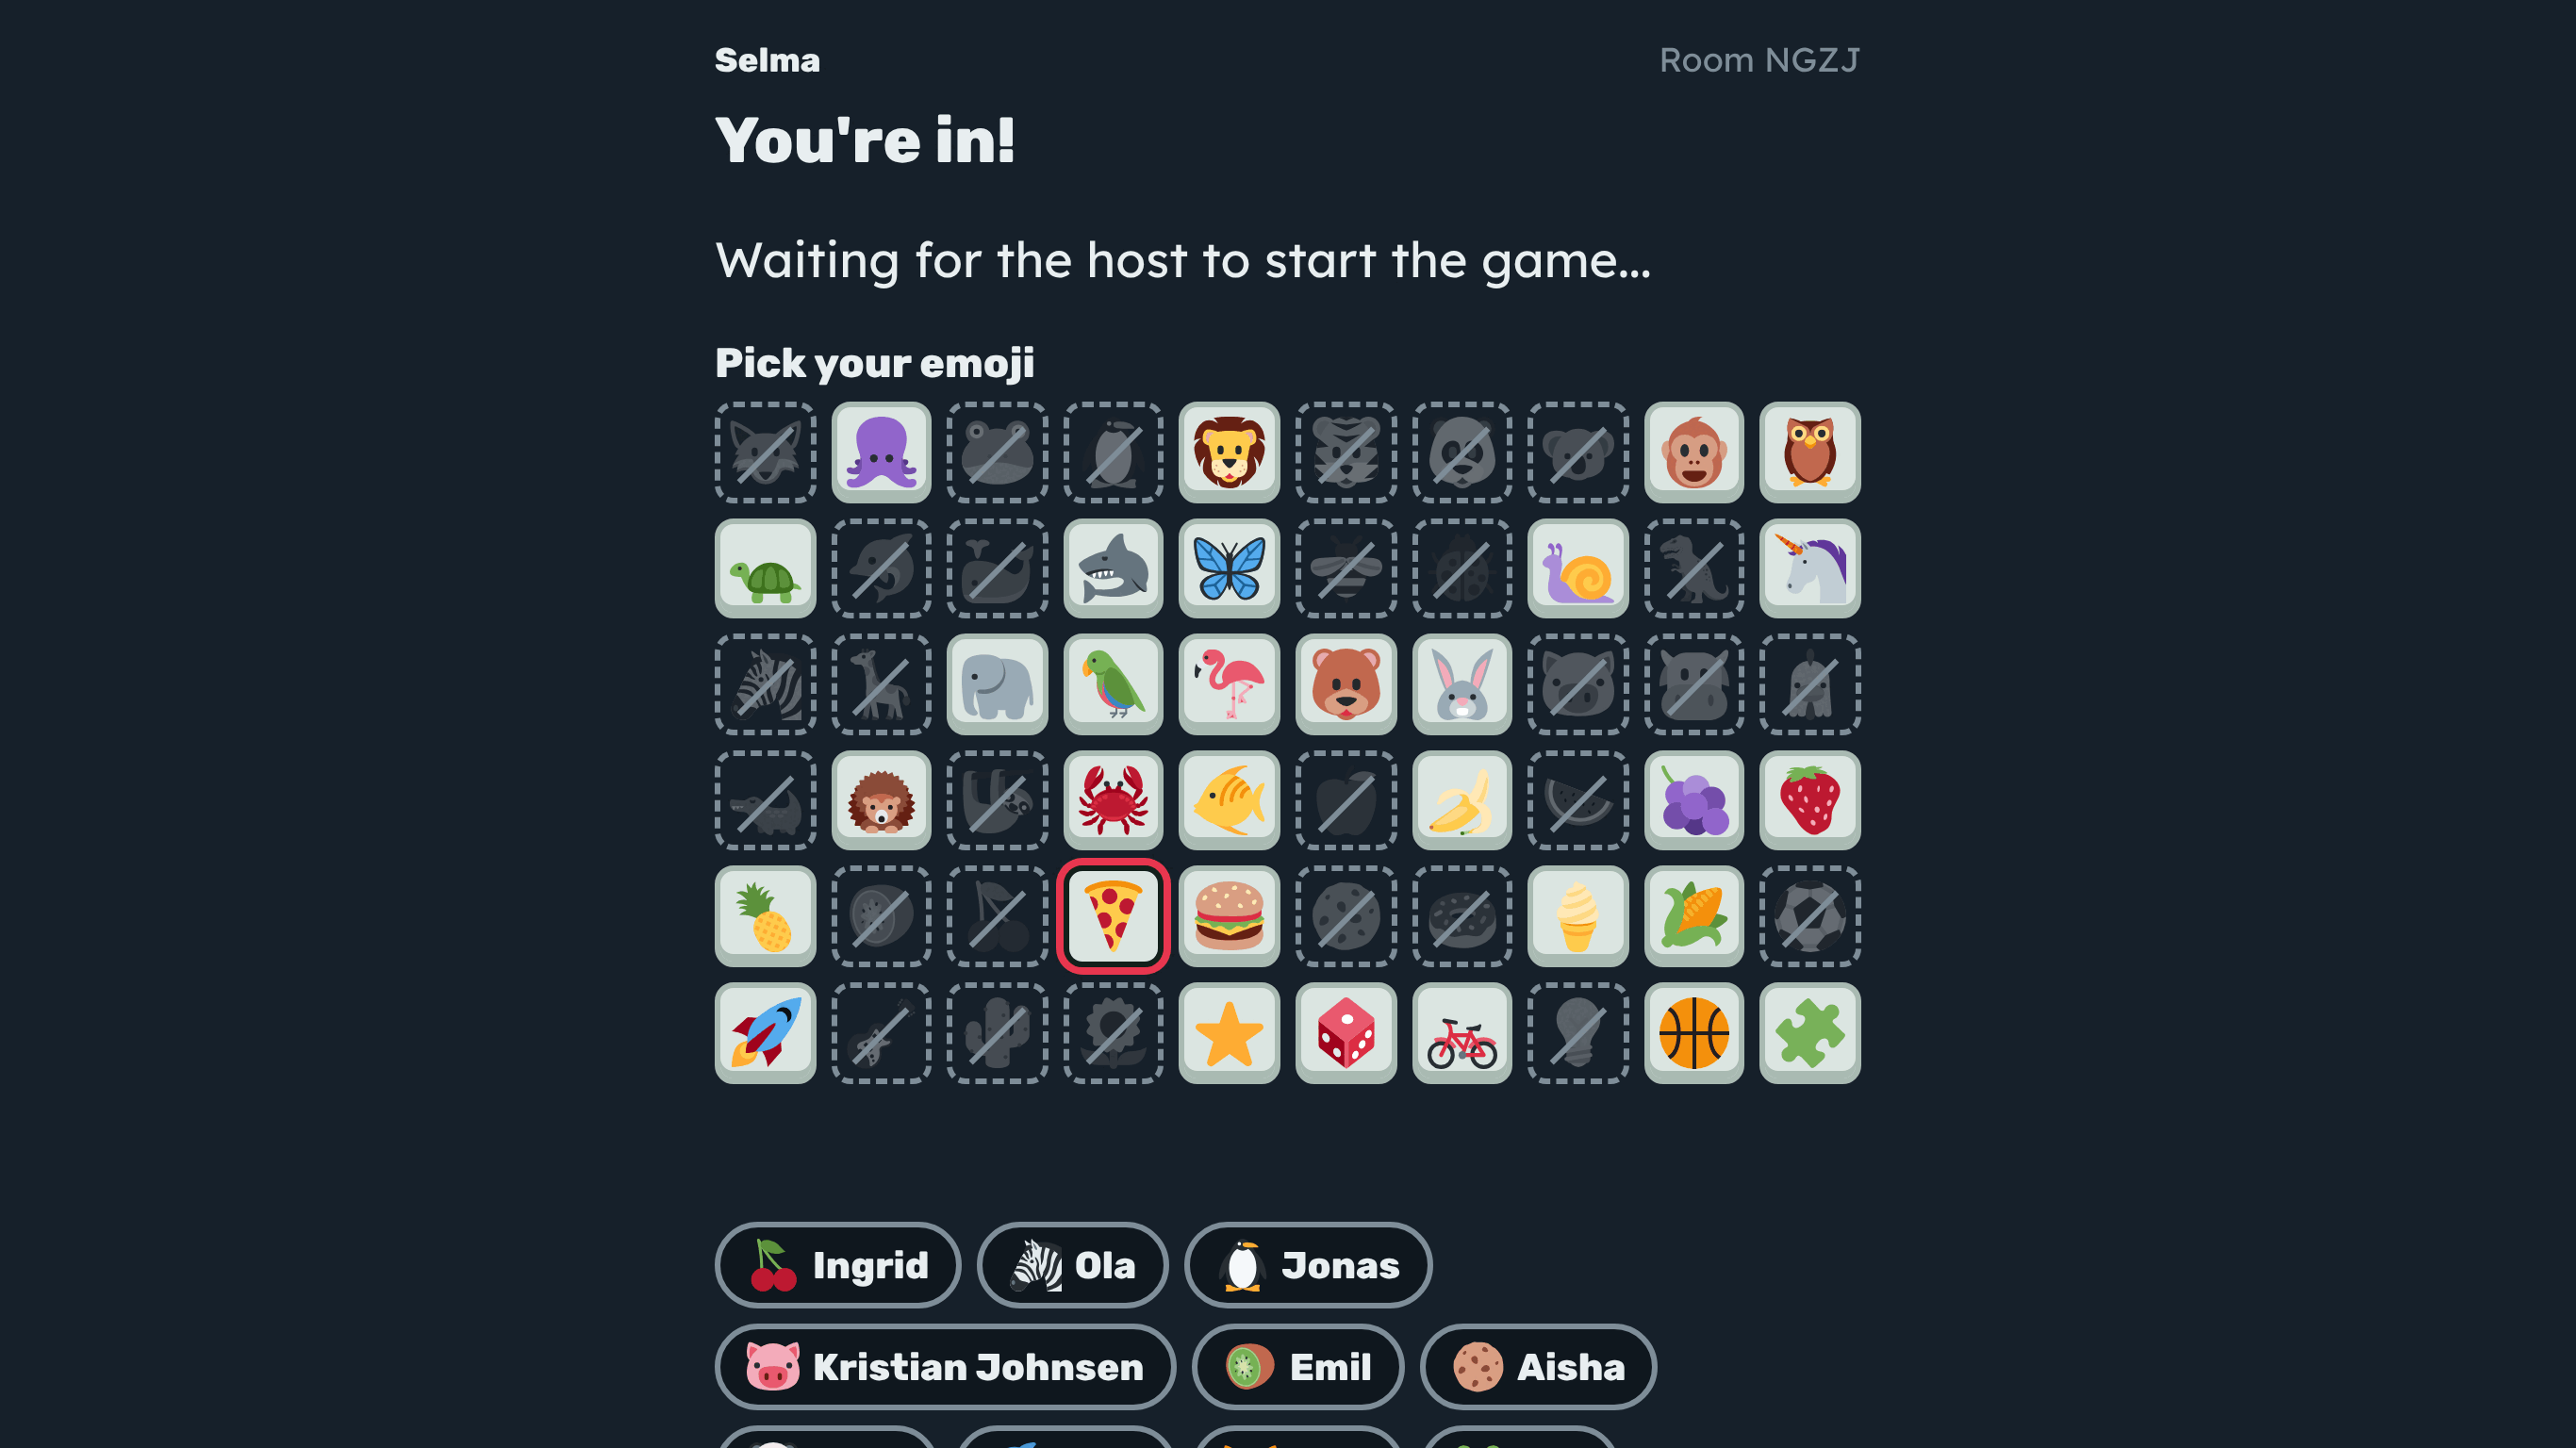 Selma
Room NGZJ
You're in!
Waiting for the host to start the game...
Pick your emoji
Ingrid
Ola
Jonas
Kristian Johnsen
Emil
Aisha